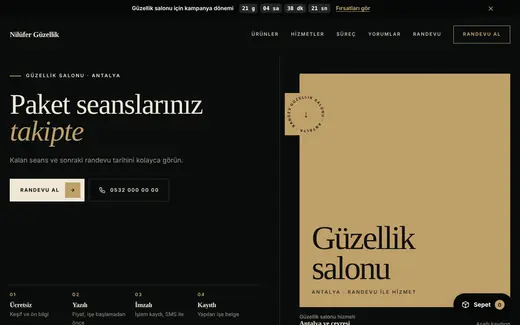 Güzellik salonu için kampanya dönemi 21 g 04 sa 38 dk 21 sn Fırsatları gör
Nilüfer Güzellik
ÜRÜNLER HİZMETLER SÜREÇ YORUMLAR RANDEVU RANDEVU AL
GÜZELLİK SALONU · ANTALYA
Paket seanslarınız
takipte
Kalan seans ve sonraki randevu tarihini kolayca görün.
RANDEVU AL
0532 000 00 00
01
Ücretsiz
Keşif ve ön bilgi
02
Yazılı
Fiyat, işe başlamadan
önce
03
İmzalı
İşlem kaydı, SMS ile
04
Kayıtlı
Yapılan işe belge
Güzellik
salonu
ANTALYA · RANDEVU İLE HİZMET
Güzellik salonu hizmeti
Antalya ve çevresi
Sepet 0